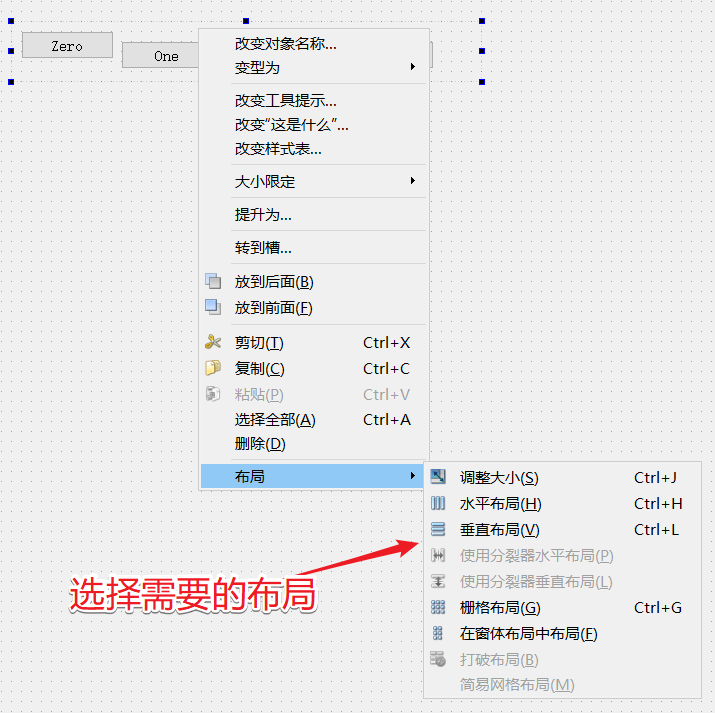 Zero
One
改变对象名称...
变型为
改变工具提示...
改变“这是什么”...
改变样式表...
大小限定
提升为...
转到槽...
放到后面(B)
放到前面(F)
剪切(T) Ctrl+X
复制(C) Ctrl+C
粘贴(P) Ctrl+V
选择全部(A) Ctrl+A
删除(D)
布局
调整大小(S) Ctrl+J
水平布局(H) Ctrl+H
垂直布局(V) Ctrl+L
使用分裂器水平布局(P)
使用分裂器垂直布局(L)
栅格布局(G) Ctrl+G
在窗体布局中布局(F)
打破布局(B)
简易网格布局(M)
选择需要的布局